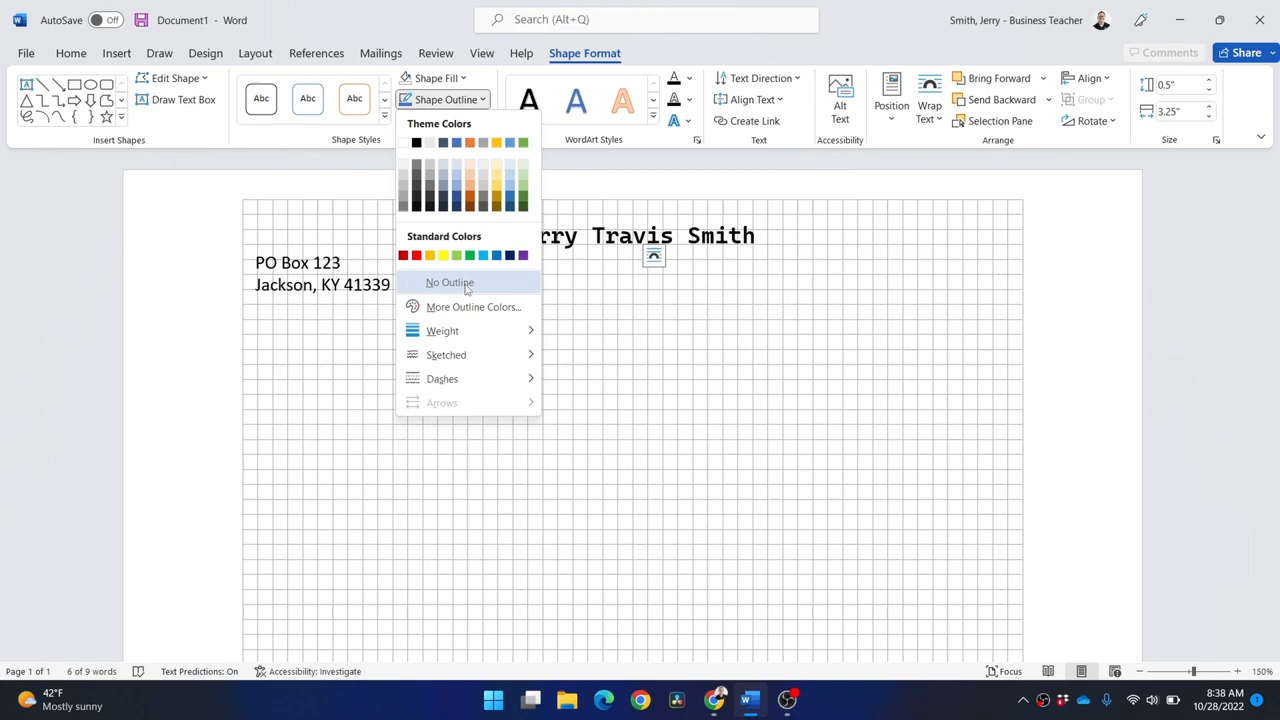 AutoSave Off Document1 - Word Search (Alt+Q) Smith, Jerry - Business Teacher
File Home Insert Draw Design Layout References Mailings Review View Help Shape Format Comments Share
Edit Shape Abc Abc Abc Shape Fill A A A A Text Direction Alt Text Position Wrap Text Bring Forward Align 0.5"
Draw Text Box Shape Outline A Align Text Send Backward Group 3.25"
A Create Link Selection Pane Rotate
Insert Shapes Shape Styles WordArt Styles Text Accessibility Arrange Size
Theme Colors
Standard Colors
No Outline
More Outline Colors...
Weight
Sketched
Dashes
Arrows
rry Travis Smith
PO Box 123
Jackson, KY 41339
Page 1 of 1 6 of 9 words Text Predictions: On Accessibility: Investigate Focus 150%
42°F
Mostly sunny
8:38 AM
10/28/2022
1